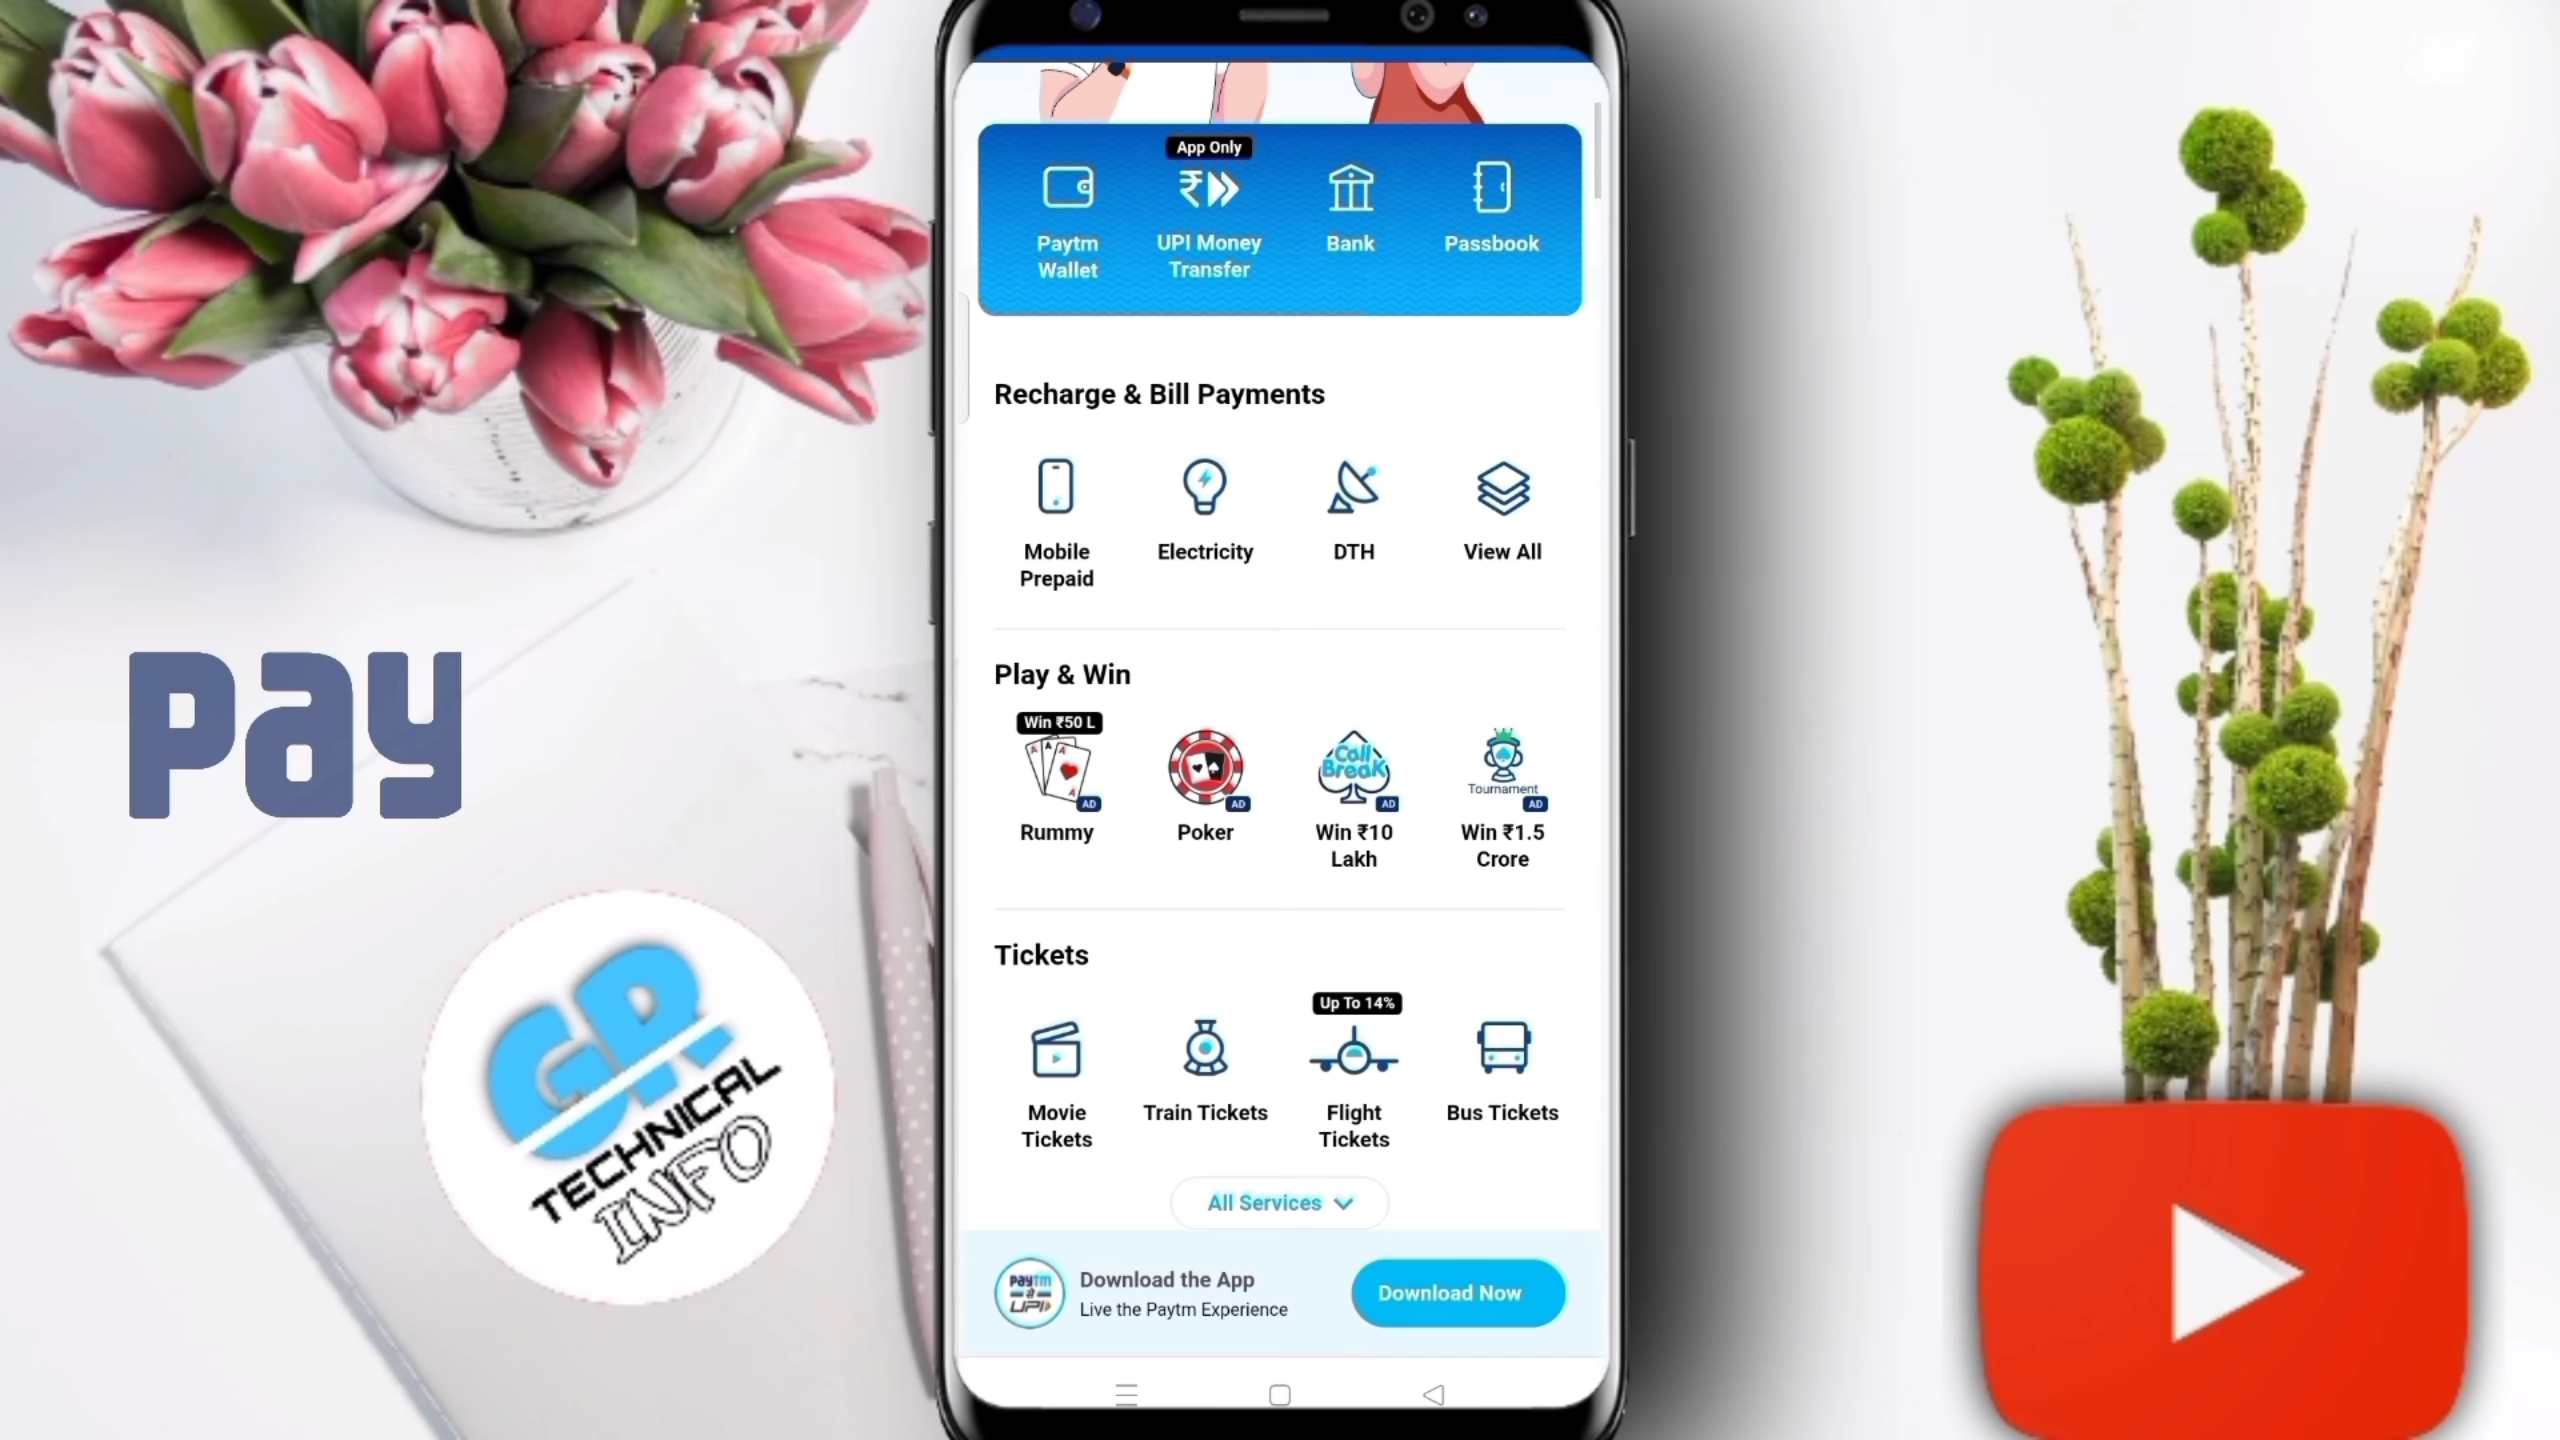 App Only
Paytm
Wallet
UPI Money
Transfer
Bank
Passbook
Recharge & Bill Payments
Mobile
Prepaid
Electricity
DTH
View All
Play & Win
Win ₹50 L
A A A
A
AD
Rummy
AD
Poker
Call
Break
AD
Win ₹10
Lakh
Tournament
AD
Win ₹1.5
Crore
Tickets
Up To 14%
Movie
Tickets
Train Tickets
Flight
Tickets
Bus Tickets
All Services
paytm
से
UPI
Download the App
Live the Paytm Experience
Download Now
Pay
GR
TECHNICAL
INFO